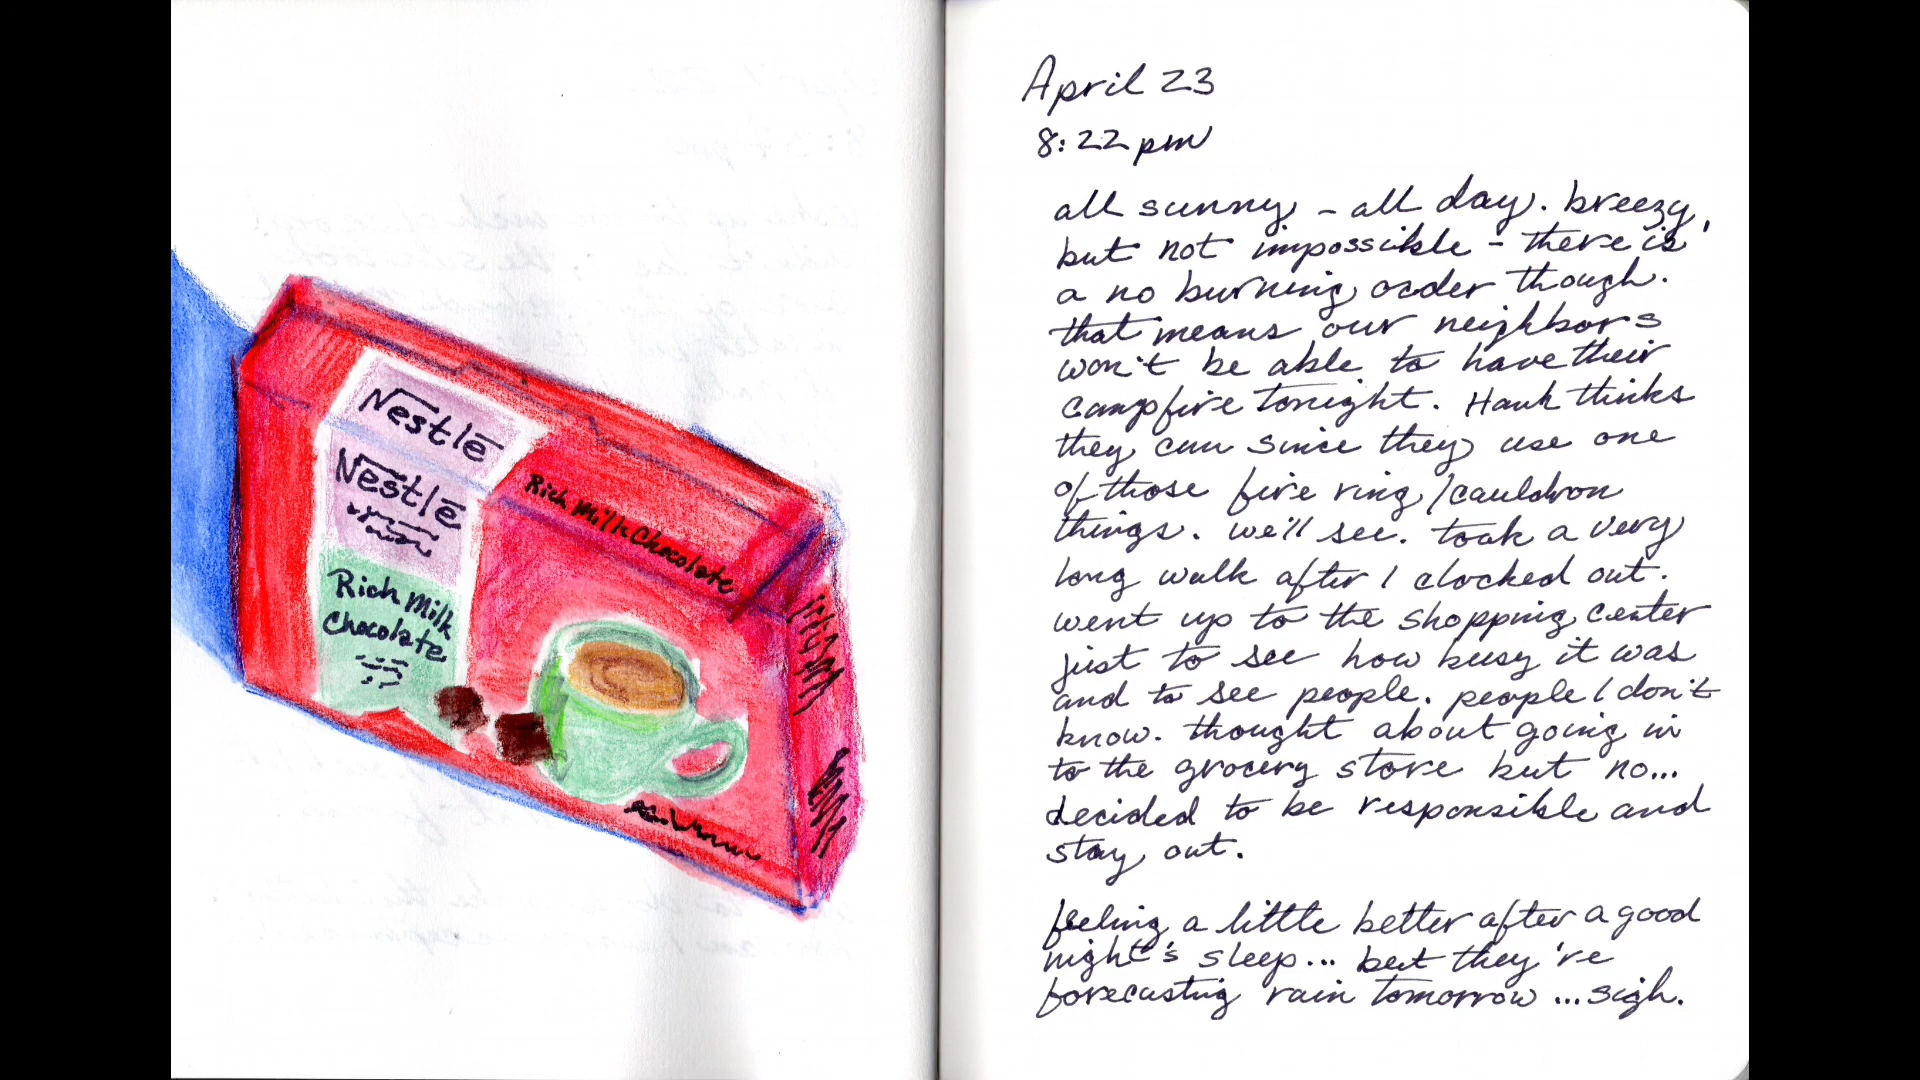 Nestlē
Nestlē
Rich Milk
Chocolate
Rich Milk Chocolate
April 23
8:22 pm
all sunny - all day. breezy,
but not impossible - there is
a no burning order though.
that means our neighbors
won't be able to have their
campfire tonight. Hank thinks
they can since they use one
of those fire ring/cauldron
things. we'll see. took a very
long walk after I clocked out.
went up to the shopping center
just to see how busy it was
and to see people. people I don't
know. thought about going in
to the grocery store but no...
decided to be responsible and
stay out.
feeling a little better after a good
night's sleep... but they're
forecasting rain tomorrow ...sigh.